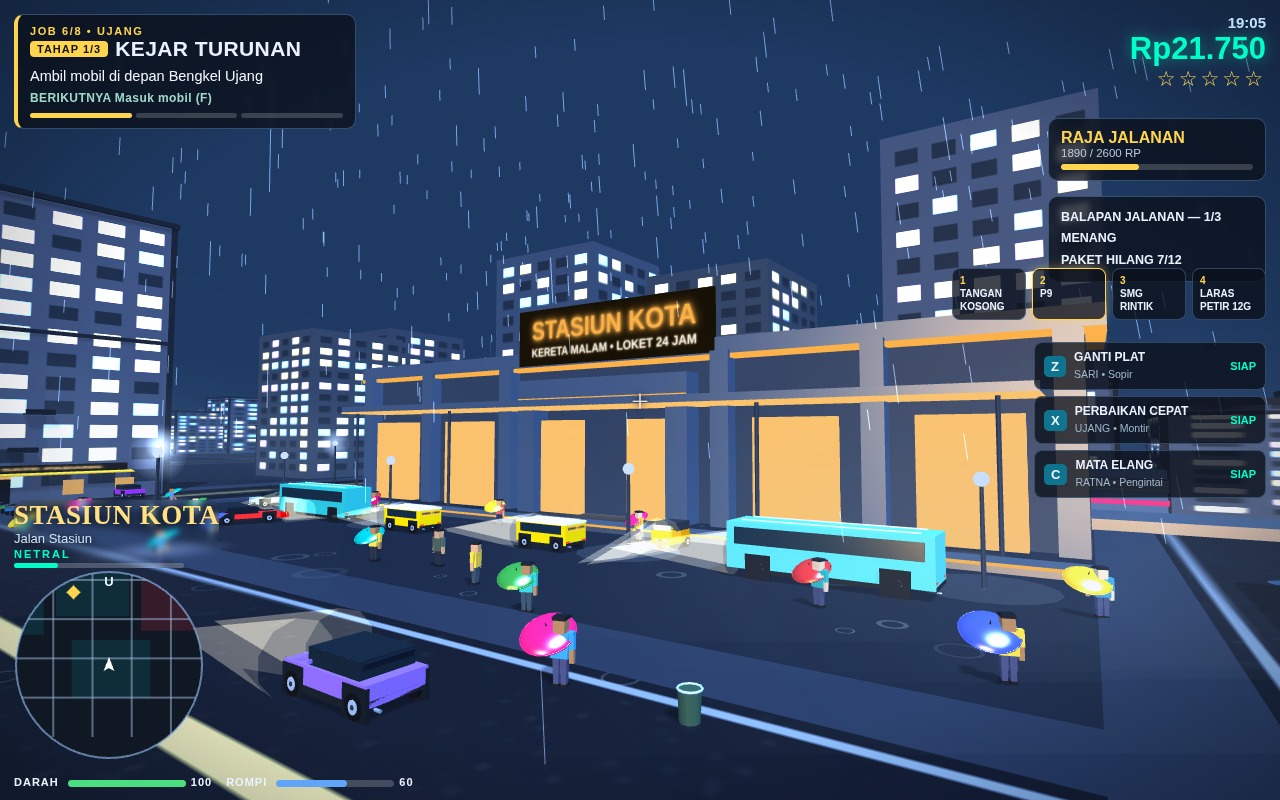 JOB 6/8 • UJANG
TAHAP 1/3 KEJAR TURUNAN
Ambil mobil di depan Bengkel Ujang
BERIKUTNYA Masuk mobil (F)
19:05
Rp21.750
☆☆☆☆☆
RAJA JALANAN
1890 / 2600 RP
BALAPAN JALANAN — 1/3
MENANG
PAKET HILANG 7/12
1
TANGAN
KOSONG
2
P9
3
SMG
RINTIK
4
LARAS
PETIR 12G
Z
GANTI PLAT
SARI • Sopir
SIAP
X
PERBAIKAN CEPAT
UJANG • Montir
SIAP
C
MATA ELANG
RATNA • Pengintai
SIAP
STASIUN KOTA
KERETA MALAM • LOKET 24 JAM
STASIUN KOTA
Jalan Stasiun
NETRAL
U
DARAH 100 ROMPI 60